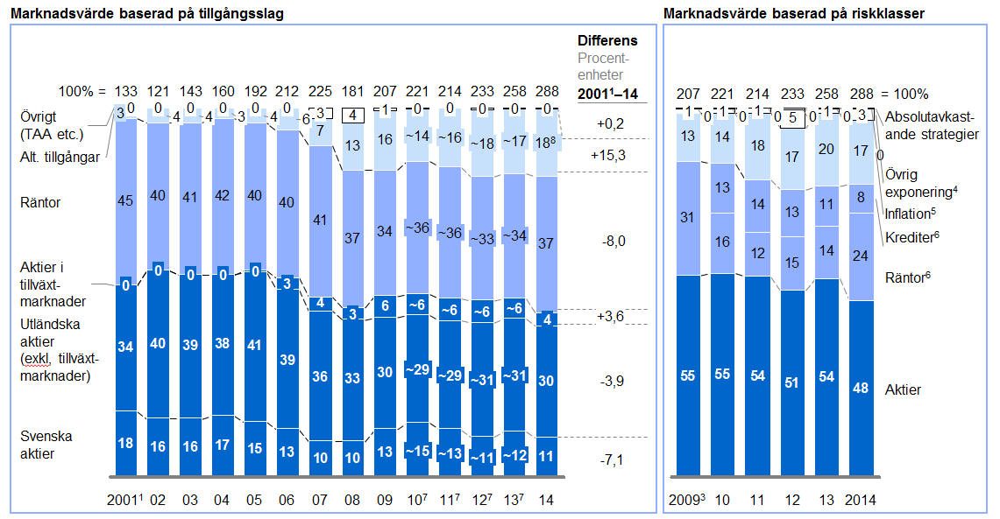 Marknadsvärde baserad på tillgångsslag
Differens
Procent-
enheter
2001¹–14
100% = 133 121 143 160 192 212 225 181 207 221 214 233 258 288
Övrigt
(TAA etc.)
0 0 0 0 0 0 3 4 1 0 0 0 0 0
+0,2
Alt. tillgångar
3 4 4 3 4 6 7 13 16 ~14 ~16 ~18 ~17 18⁸
+15,3
Räntor
45 40 41 42 40 40 41 37 34 ~36 ~36 ~33 ~34 37
-8,0
Aktier i
tillväxt-
marknader
0 0 0 0 0 3 4 3 6 ~6 ~6 ~6 ~6 4
+3,6
Utländska
aktier
(exkl, tillväxt-
marknader)
34 40 39 38 41 39 36 33 30 ~29 ~29 ~31 ~31 30
-3,9
Svenska
aktier
18 16 16 17 15 13 10 10 13 ~15 ~13 ~11 ~12 11
-7,1
2001¹ 02 03 04 05 06 07 08 09 10⁷ 11⁷ 12⁷ 13⁷ 14
Marknadsvärde baserad på riskklasser
207 221 214 233 258 288 = 100%
1 0 1 0 1 0 5 0 1 0 3
Absolutavkast-
ande strategier
13 14 18 17 20 17
0
Övrig
exponering⁴
Inflation⁵
13 14 13 11 8
Krediter⁶
31 16 12 15 14 24
Räntor⁶
55 55 54 51 54 48
Aktier
2009³ 10 11 12 13 2014